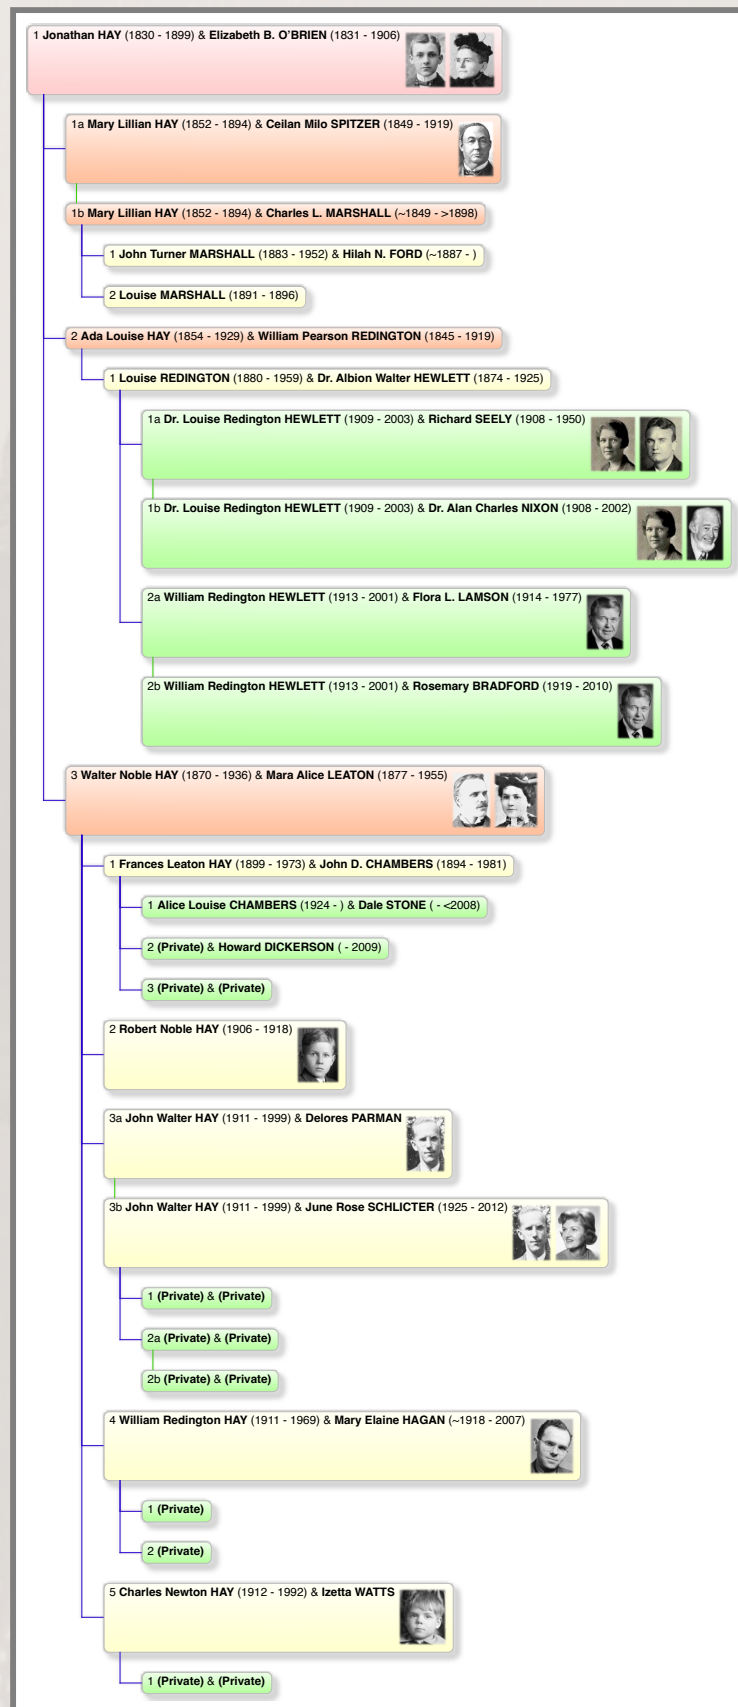 1 Jonathan HAY (1830 - 1899) & Elizabeth B. O'BRIEN (1831 - 1906)
1a Mary Lillian HAY (1852 - 1894) & Ceilan Milo SPITZER (1849 - 1919)
1b Mary Lillian HAY (1852 - 1894) & Charles L. MARSHALL (~1849 - >1898)
1 John Turner MARSHALL (1883 - 1952) & Hilah N. FORD (~1887 - )
2 Louise MARSHALL (1891 - 1896)
2 Ada Louise HAY (1854 - 1929) & William Pearson REDINGTON (1845 - 1919)
1 Louise REDINGTON (1880 - 1959) & Dr. Albion Walter HEWLETT (1874 - 1925)
1a Dr. Louise Redington HEWLETT (1909 - 2003) & Richard SEELY (1908 - 1950)
1b Dr. Louise Redington HEWLETT (1909 - 2003) & Dr. Alan Charles NIXON (1908 - 2002)
2a William Redington HEWLETT (1913 - 2001) & Flora L. LAMSON (1914 - 1977)
2b William Redington HEWLETT (1913 - 2001) & Rosemary BRADFORD (1919 - 2010)
3 Walter Noble HAY (1870 - 1936) & Mara Alice LEATON (1877 - 1955)
1 Frances Leaton HAY (1899 - 1973) & John D. CHAMBERS (1894 - 1981)
1 Alice Louise CHAMBERS (1924 - ) & Dale STONE ( - <2008)
2 (Private) & Howard DICKERSON ( - 2009)
3 (Private) & (Private)
2 Robert Noble HAY (1906 - 1918)
3a John Walter HAY (1911 - 1999) & Delores PARMAN
3b John Walter HAY (1911 - 1999) & June Rose SCHLICTER (1925 - 2012)
1 (Private) & (Private)
2a (Private) & (Private)
2b (Private) & (Private)
4 William Redington HAY (1911 - 1969) & Mary Elaine HAGAN (~1918 - 2007)
1 (Private)
2 (Private)
5 Charles Newton HAY (1912 - 1992) & Izetta WATTS
1 (Private) & (Private)